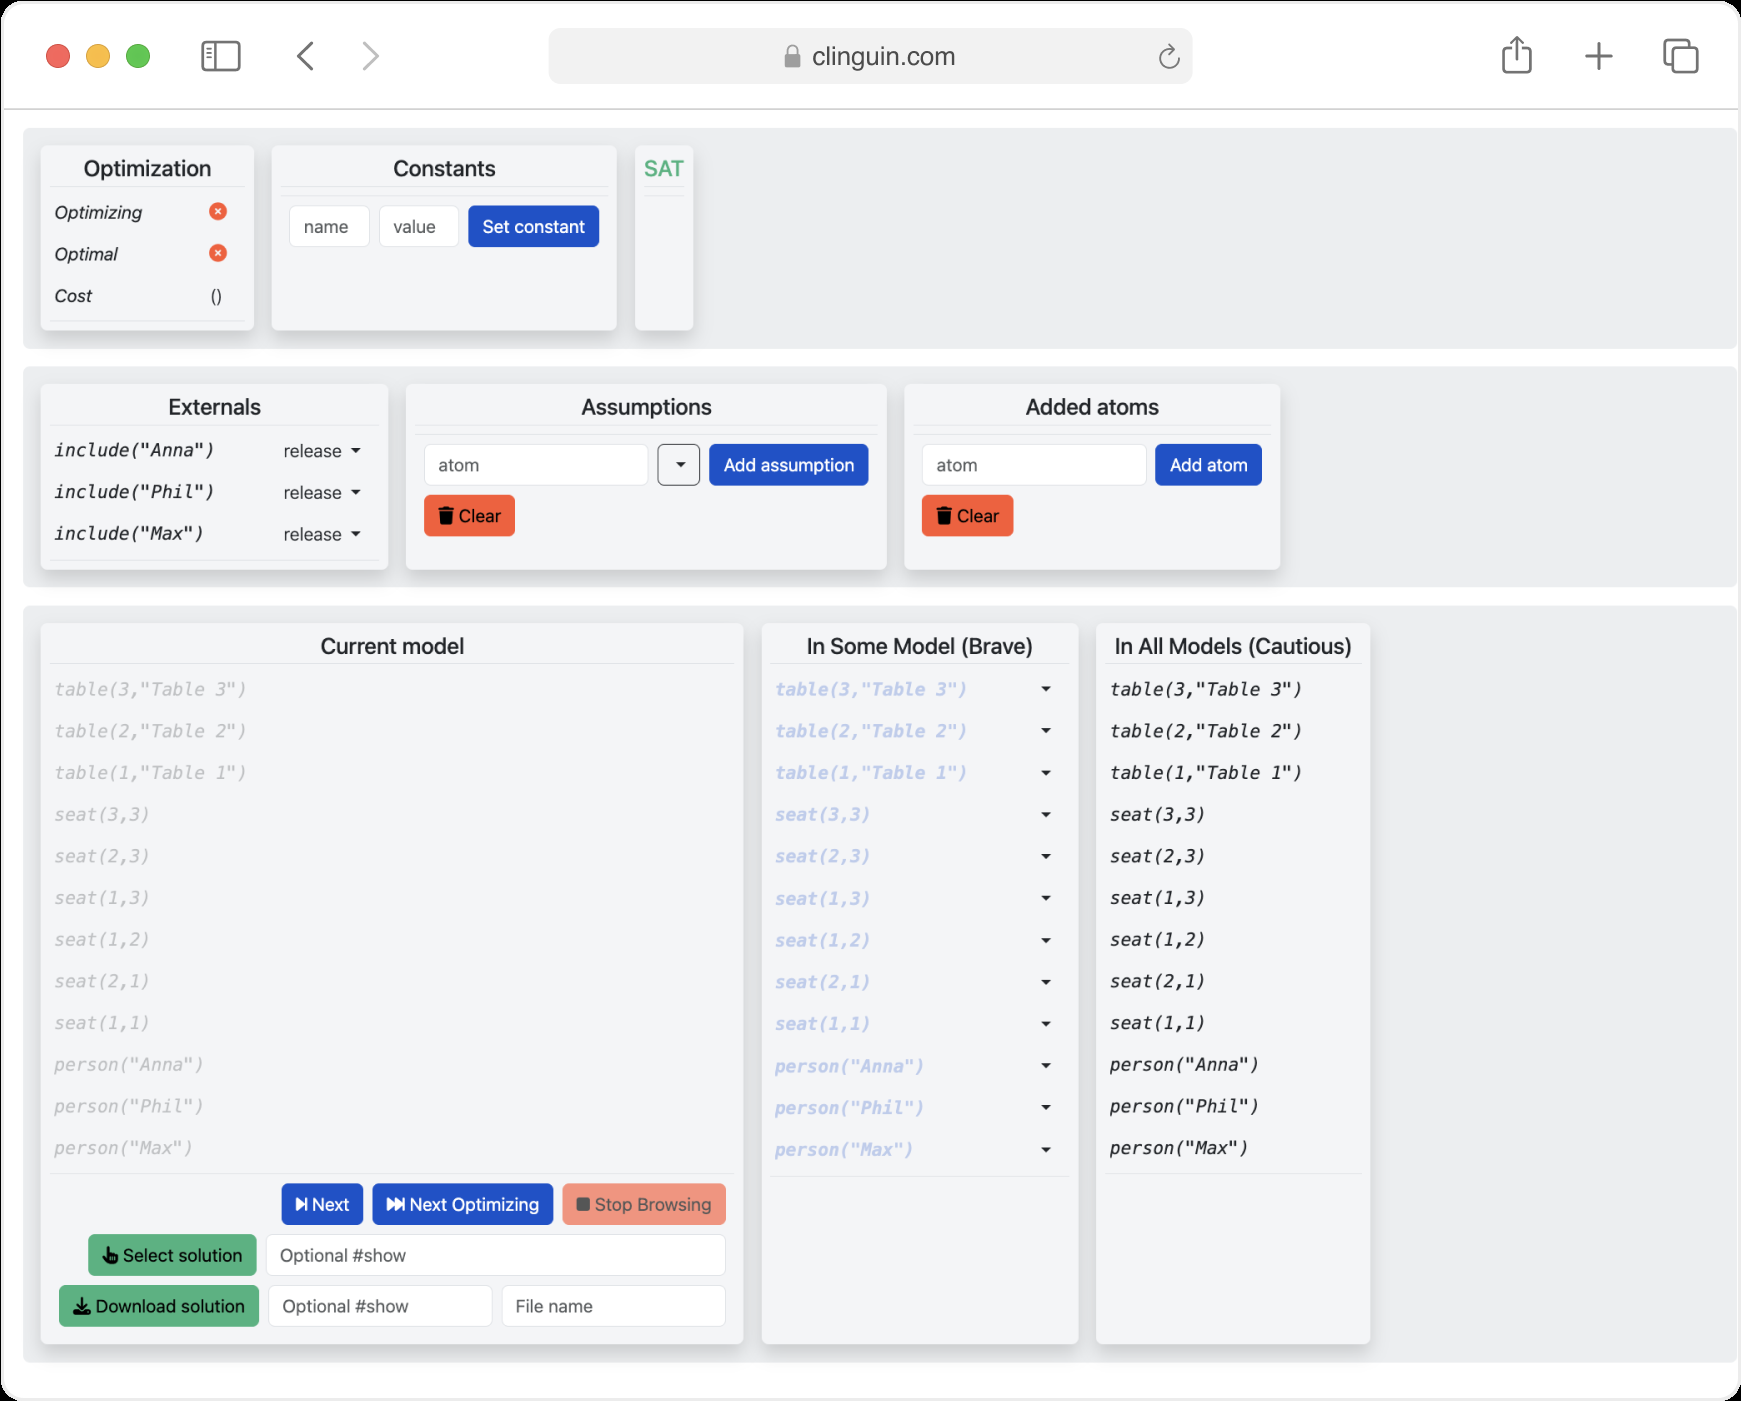 clinguin.com
Optimization
Optimizing
Optimal
Cost ()
Constants
name value Set constant
SAT
Externals
include("Anna") release
include("Phil") release
include("Max") release
Assumptions
atom Add assumption
Clear
Added atoms
atom Add atom
Clear
Current model
table(3,"Table 3")
table(2,"Table 2")
table(1,"Table 1")
seat(3,3)
seat(2,3)
seat(1,3)
seat(1,2)
seat(2,1)
seat(1,1)
person("Anna")
person("Phil")
person("Max")
Next Next Optimizing Stop Browsing
Select solution Optional #show
Download solution Optional #show File name
In Some Model (Brave)
table(3,"Table 3")
table(2,"Table 2")
table(1,"Table 1")
seat(3,3)
seat(2,3)
seat(1,3)
seat(1,2)
seat(2,1)
seat(1,1)
person("Anna")
person("Phil")
person("Max")
In All Models (Cautious)
table(3,"Table 3")
table(2,"Table 2")
table(1,"Table 1")
seat(3,3)
seat(2,3)
seat(1,3)
seat(1,2)
seat(2,1)
seat(1,1)
person("Anna")
person("Phil")
person("Max")